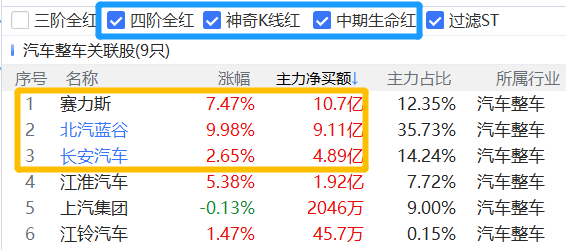 三阶全红 四阶全红 神奇K线红 中期生命红 过滤ST
汽车整车关联股(9只)
序号 名称 涨幅 主力净买额↓ 主力占比 所属行业
1 赛力斯 7.47% 10.7亿 12.35% 汽车整车
2 北汽蓝谷 9.98% 9.11亿 35.73% 汽车整车
3 长安汽车 2.65% 4.89亿 14.24% 汽车整车
4 江淮汽车 5.38% 1.92亿 7.72% 汽车整车
5 上汽集团 -0.13% 2046万 9.00% 汽车整车
6 江铃汽车 1.47% 45.7万 0.15% 汽车整车